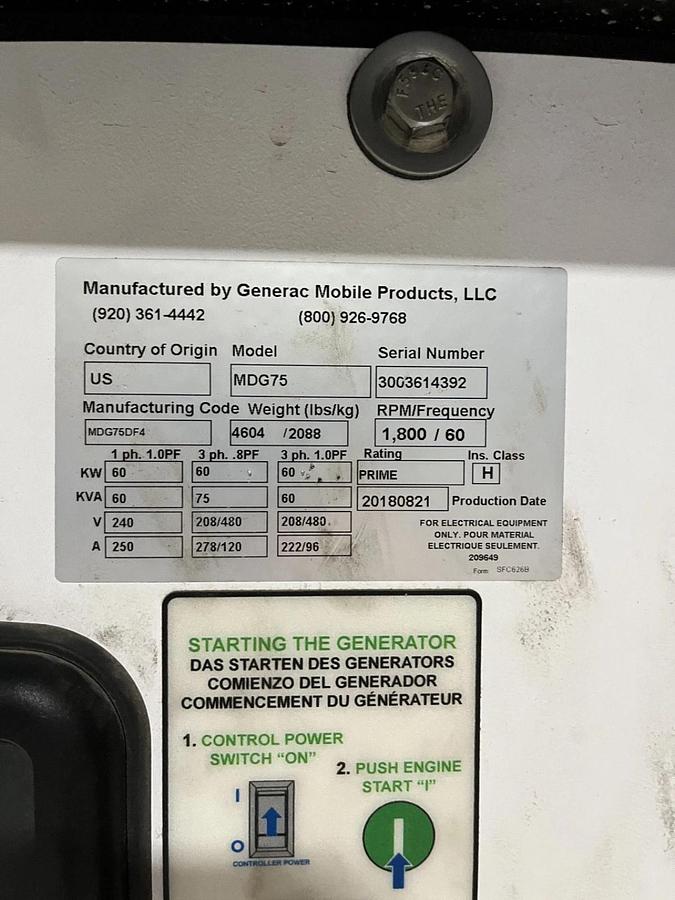 F.594C
THE
Manufactured by Generac Mobile Products, LLC
(920) 361-4442 (800) 926-9768
Country of Origin Model Serial Number
US MDG75 3003614392
Manufacturing Code Weight (lbs/kg) RPM/Frequency
MDG75DF4 4604 /2088 1,800 / 60
1 ph. 1.0PF 3 ph. .8PF 3 ph. 1.0PF Rating Ins. Class
KW 60 60 60 PRIME H
KVA 60 75 60 20180821 Production Date
V 240 208/480 208/480
A 250 278/120 222/96
FOR ELECTRICAL EQUIPMENT
ONLY. POUR MATERIAL
ELECTRIQUE SEULEMENT.
209649
Form SFC626B
STARTING THE GENERATOR
DAS STARTEN DES GENERATORS
COMIENZO DEL GENERADOR
COMMENCEMENT DU GÉNÉRATEUR
1. CONTROL POWER
SWITCH “ON”
2. PUSH ENGINE
START “I”
I
O
CONTROLLER POWER